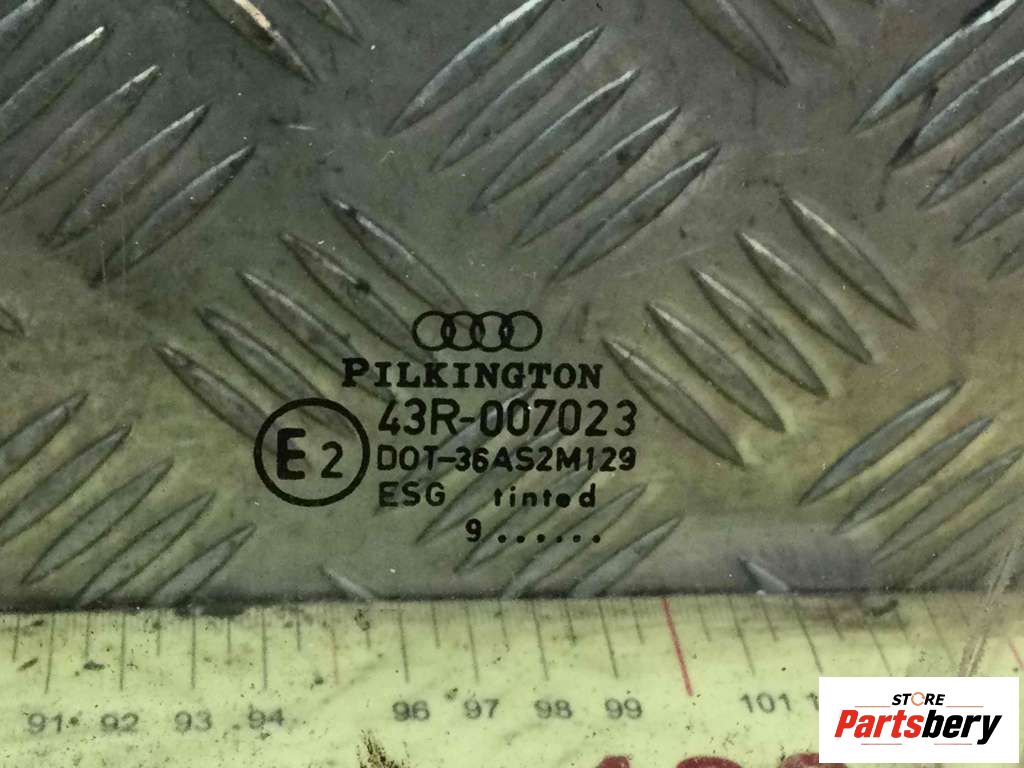 PILKINGTON
43R-007023
E2
DOT-36AS2M129
ESG tinted
9......
91 92 93 94 96 97 98 99 101
STORE
Partsbery